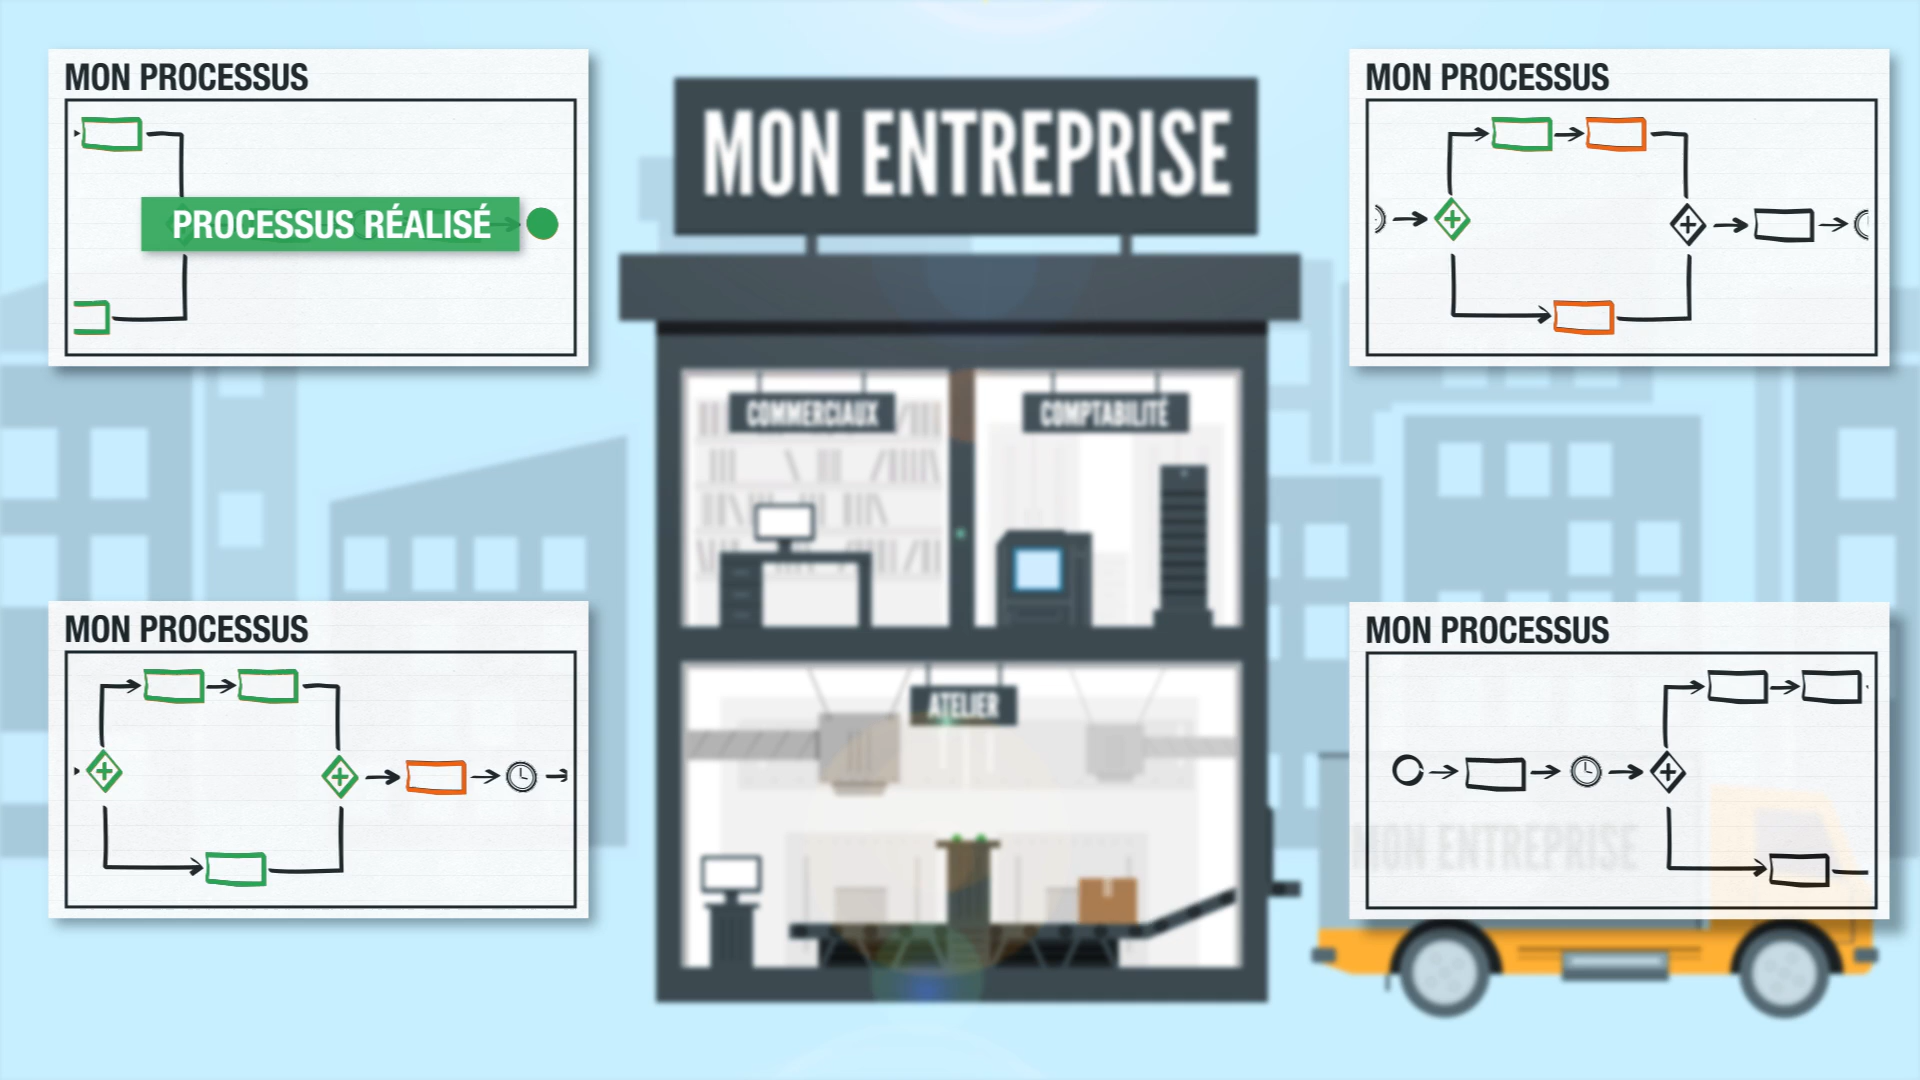 MON PROCESSUS
PROCESSUS RÉALISÉ
MON ENTREPRISE
MON PROCESSUS
COMMERCIAUX
COMPTABILITÉ
MON PROCESSUS
ATELIER
MON PROCESSUS
MON ENTREPRISE